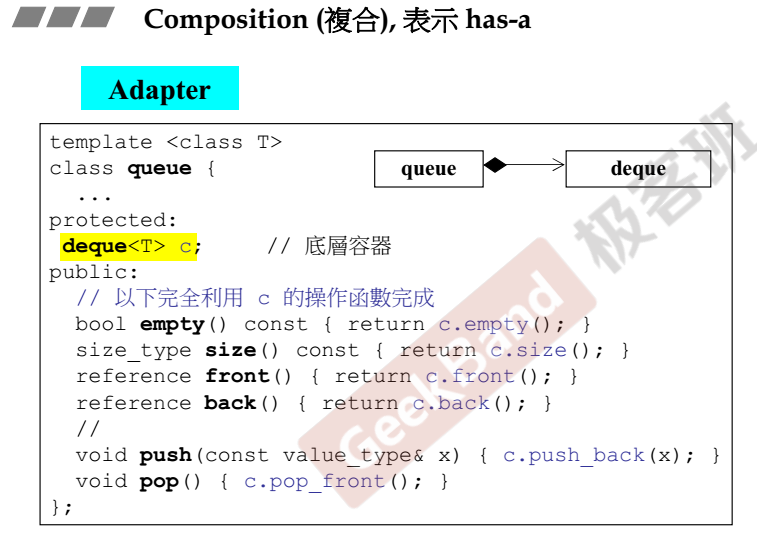 Composition (複合), 表示 has-a
Adapter
template <class T>
class queue {
queue
deque
...
protected:
deque<T> c; // 底層容器
public:
// 以下完全利用 c 的操作函數完成
bool empty() const { return c.empty(); }
size_type size() const { return c.size(); }
reference front() { return c.front(); }
reference back() { return c.back(); }
//
void push(const value_type& x) { c.push_back(x); }
void pop() { c.pop_front(); }
};
GeekBand 极客班